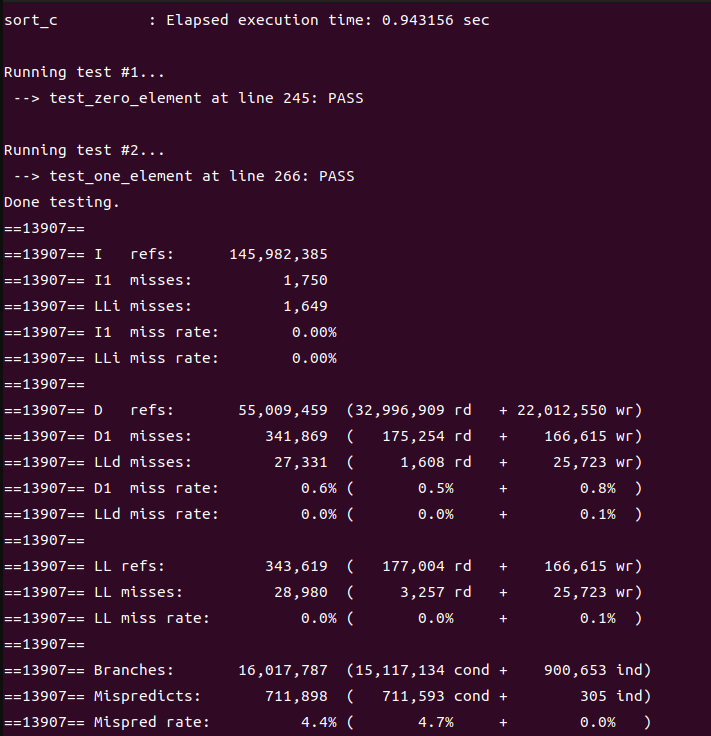 sort_c          : Elapsed execution time: 0.943156 sec

Running test #1...
 --> test_zero_element at line 245: PASS

Running test #2...
 --> test_one_element at line 266: PASS
Done testing.
==13907==
==13907== I   refs:      145,982,385
==13907== I1  misses:          1,750
==13907== LLi misses:          1,649
==13907== I1  miss rate:        0.00%
==13907== LLi miss rate:        0.00%
==13907==
==13907== D   refs:       55,009,459  (32,996,909 rd   + 22,012,550 wr)
==13907== D1  misses:        341,869  (   175,254 rd   +    166,615 wr)
==13907== LLd misses:         27,331  (     1,608 rd   +     25,723 wr)
==13907== D1  miss rate:         0.6% (       0.5%     +        0.8%  )
==13907== LLd miss rate:         0.0% (       0.0%     +        0.1%  )
==13907==
==13907== LL refs:           343,619  (   177,004 rd   +    166,615 wr)
==13907== LL misses:          28,980  (     3,257 rd   +     25,723 wr)
==13907== LL miss rate:          0.0% (       0.0%     +        0.1%  )
==13907==
==13907== Branches:       16,017,787  (15,117,134 cond +    900,653 ind)
==13907== Mispredicts:       711,898  (   711,593 cond +        305 ind)
==13907== Mispred rate:          4.4% (       4.7%     +        0.0%   )